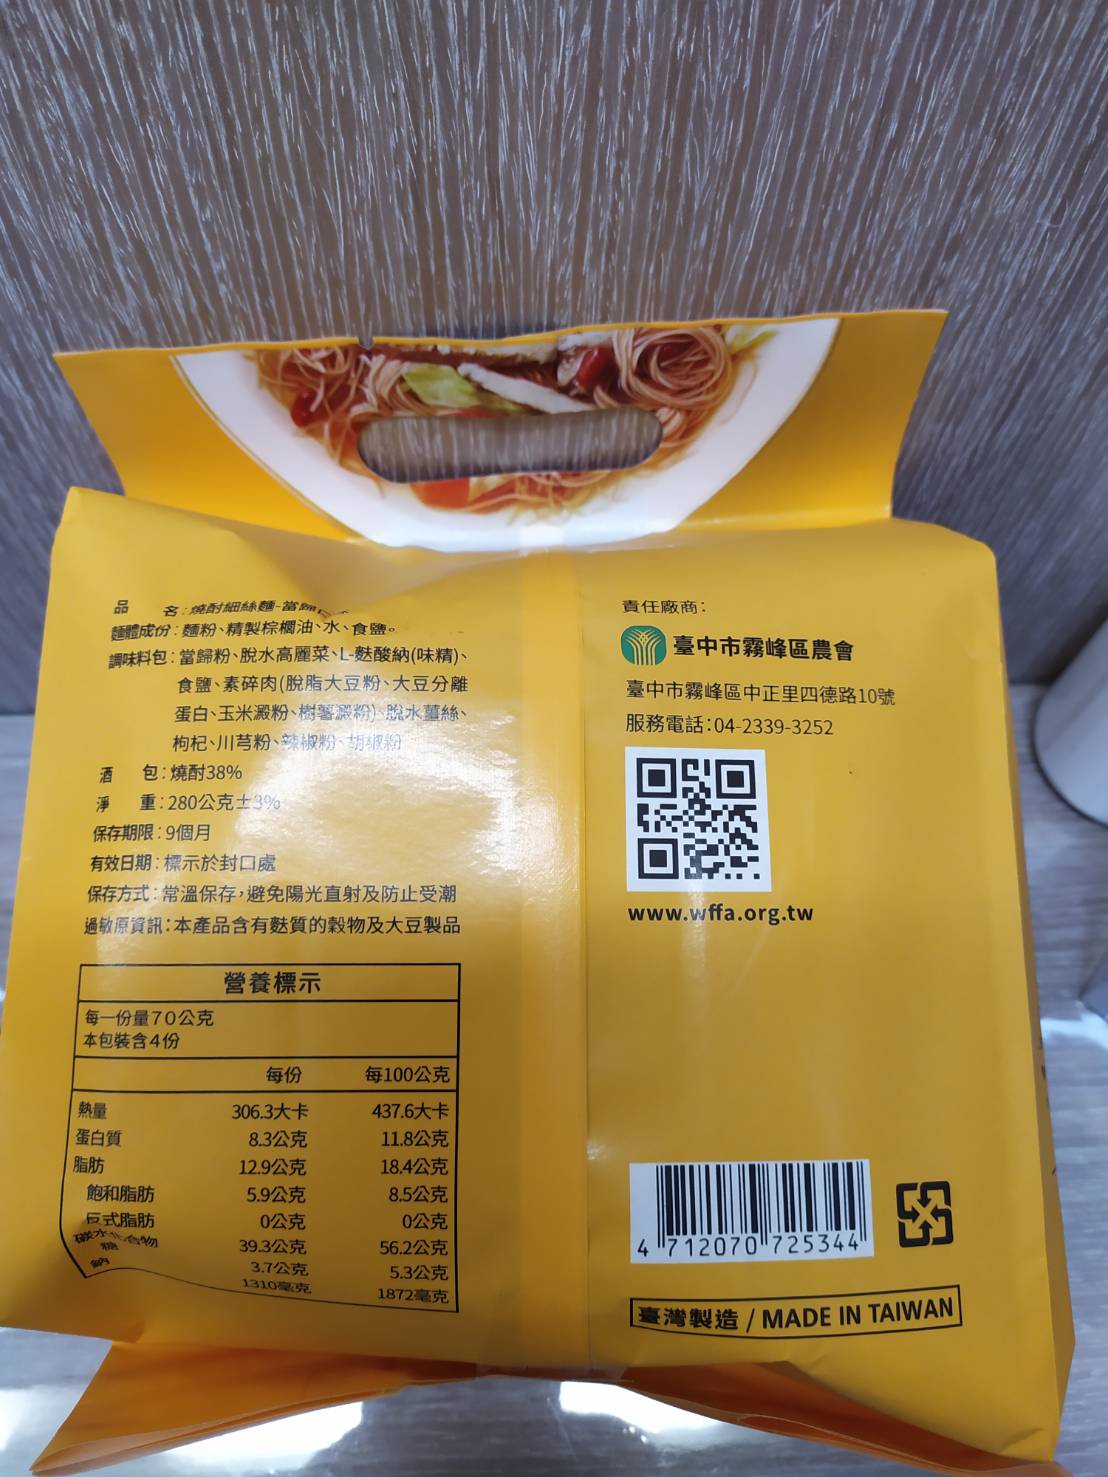 品 名:燒酎細絲麵-當歸
麵體成份:麵粉、精製棕櫚油、水、食鹽。
調味料包:當歸粉、脫水高麗菜、L-麩酸納(味精)、
食鹽、素碎肉(脫脂大豆粉、大豆分離
蛋白、玉米澱粉、樹薯澱粉)、脫水薑絲、
枸杞、川芎粉、辣椒粉、胡椒粉
酒 包:燒酎38%
淨 重:280公克±3%
保存期限:9個月
有效日期:標示於封口處
保存方式:常溫保存,避免陽光直射及防止受潮
過敏原資訊:本產品含有麩質的穀物及大豆製品
營養標示
每一份量70公克
本包裝含4份
每份 每100公克
熱量 306.3大卡 437.6大卡
蛋白質 8.3公克 11.8公克
脂肪 12.9公克 18.4公克
飽和脂肪 5.9公克 8.5公克
反式脂肪 0公克 0公克
碳水化合物 39.3公克 56.2公克
糖 3.7公克 5.3公克
鈉 1310毫克 1872毫克
責任廠商:
臺中市霧峰區農會
臺中市霧峰區中正里四德路10號
服務電話:04-2339-3252
www.wffa.org.tw
4 712070 725344
臺灣製造 / MADE IN TAIWAN